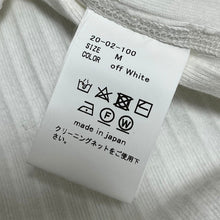 20-02-100
SIZE M
COLOR off White
made in japan
クリーニングネットをご使用下
さい。